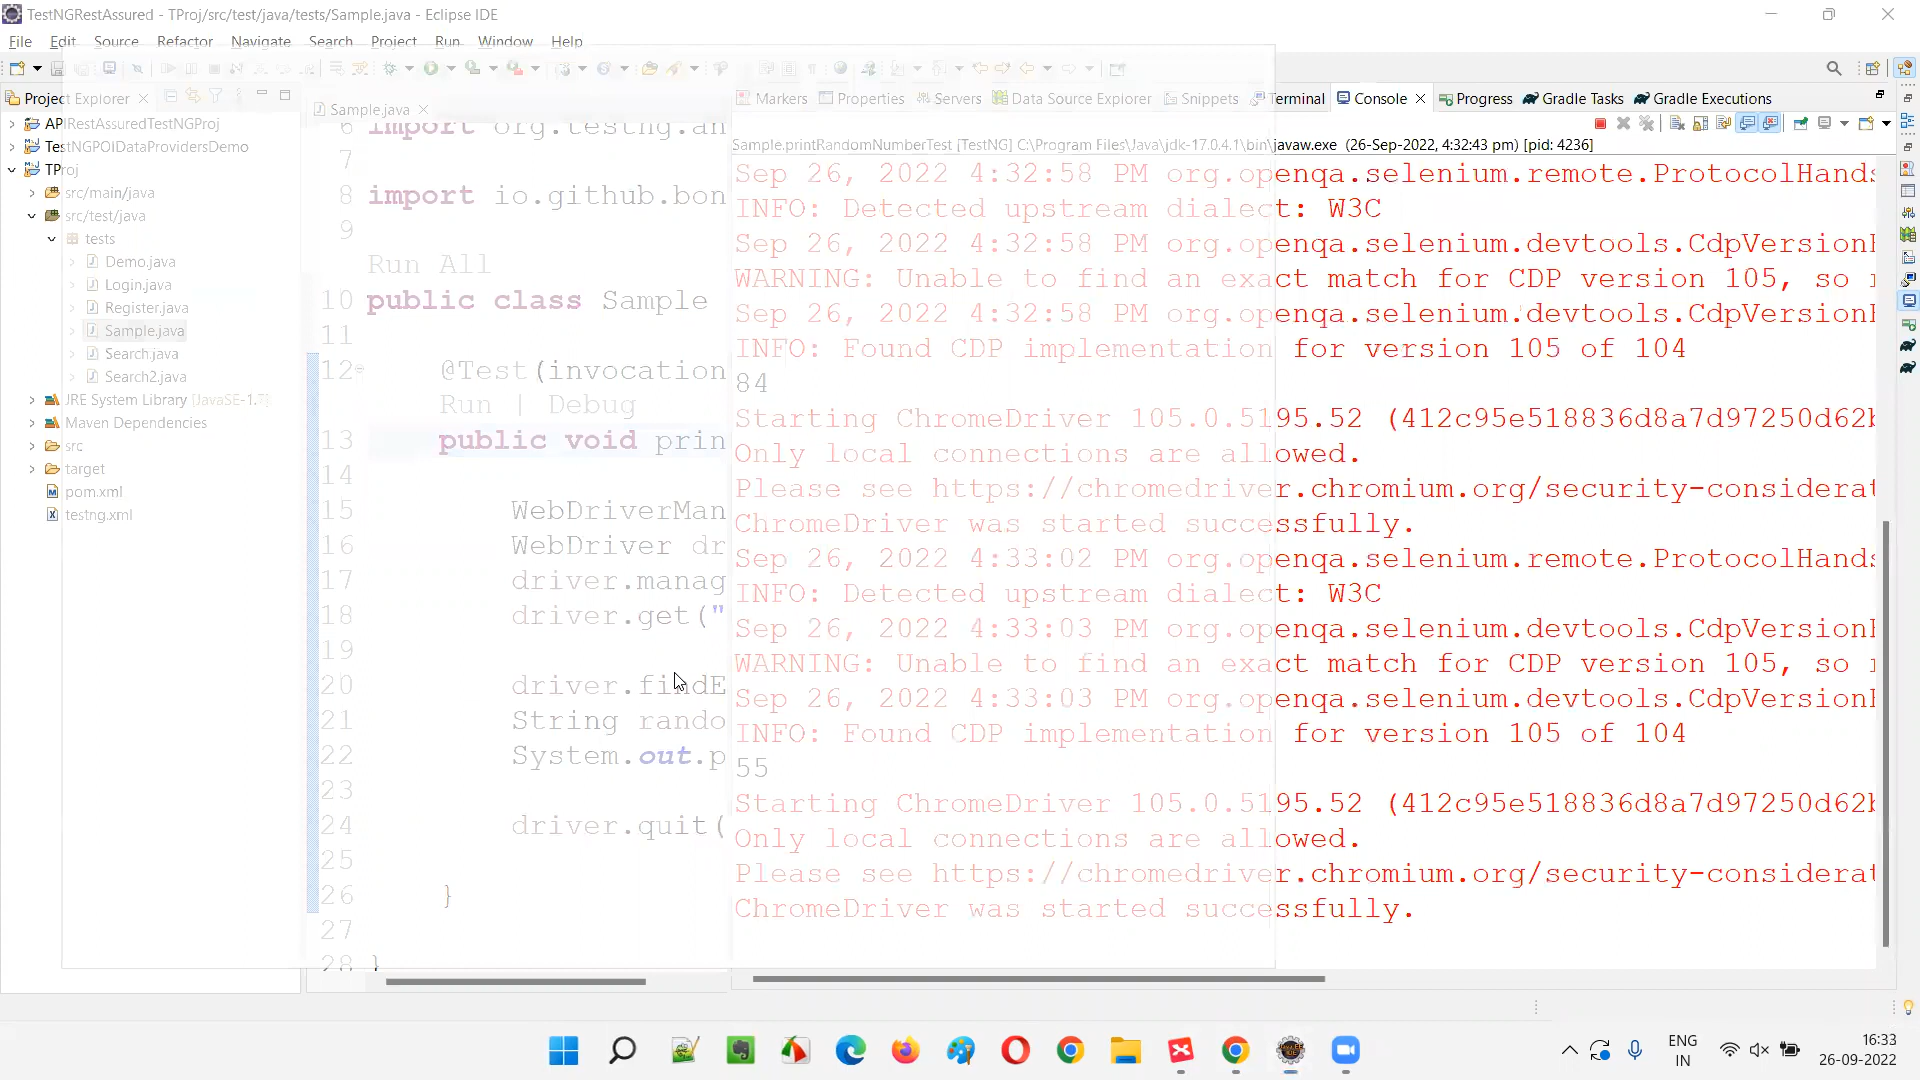 TestNGRestAssured - TProj/src/test/java/tests/Sample.java - Eclipse IDE
File Edit Source Refactor Navigate Search Project Run Window Help
Project Explorer
APIRestAssuredTestNGProj
TestNGPOIDataProvidersDemo
TProj
src/main/java
src/test/java
tests
Demo.java
Login.java
Register.java
Sample.java
Search.java
Search2.java
JRE System Library [JavaSE-1.7]
Maven Dependencies
src
target
pom.xml
testng.xml
Sample.java
6 import org.testng.an
7
8 import io.github.bon
9
Run All
10 public class Sample
11
12 @Test(invocation
Run | Debug
13 public void prin
14
15 WebDriverMan
16 WebDriver dr
17 driver.manag
18 driver.get("
19
20 driver.findE
21 String rando
22 System.out.p
23
24 driver.quit(
25
26 }
27
28 }
Markers Properties Servers Data Source Explorer Snippets Terminal Console Progress Gradle Tasks Gradle Executions
Sample.printRandomNumberTest [TestNG] C:\Program Files\Java\jdk-17.0.4.1\bin\javaw.exe (26-Sep-2022, 4:32:43 pm) [pid: 4236]
Sep 26, 2022 4:32:58 PM org.openqa.selenium.remote.ProtocolHands
INFO: Detected upstream dialect: W3C
Sep 26, 2022 4:32:58 PM org.openqa.selenium.devtools.CdpVersion
WARNING: Unable to find an exact match for CDP version 105, so
Sep 26, 2022 4:32:58 PM org.openqa.selenium.devtools.CdpVersion
INFO: Found CDP implementation for version 105 of 104
84
Starting ChromeDriver 105.0.5195.52 (412c95e518836d8a7d97250d62
Only local connections are allowed.
Please see https://chromedriver.chromium.org/security-considerat
ChromeDriver was started successfully.
Sep 26, 2022 4:33:02 PM org.openqa.selenium.remote.ProtocolHands
INFO: Detected upstream dialect: W3C
Sep 26, 2022 4:33:03 PM org.openqa.selenium.devtools.CdpVersion
WARNING: Unable to find an exact match for CDP version 105, so
Sep 26, 2022 4:33:03 PM org.openqa.selenium.devtools.CdpVersion
INFO: Found CDP implementation for version 105 of 104
55
Starting ChromeDriver 105.0.5195.52 (412c95e518836d8a7d97250d62
Only local connections are allowed.
Please see https://chromedriver.chromium.org/security-considerat
ChromeDriver was started successfully.
ENG
IN
16:33
26-09-2022